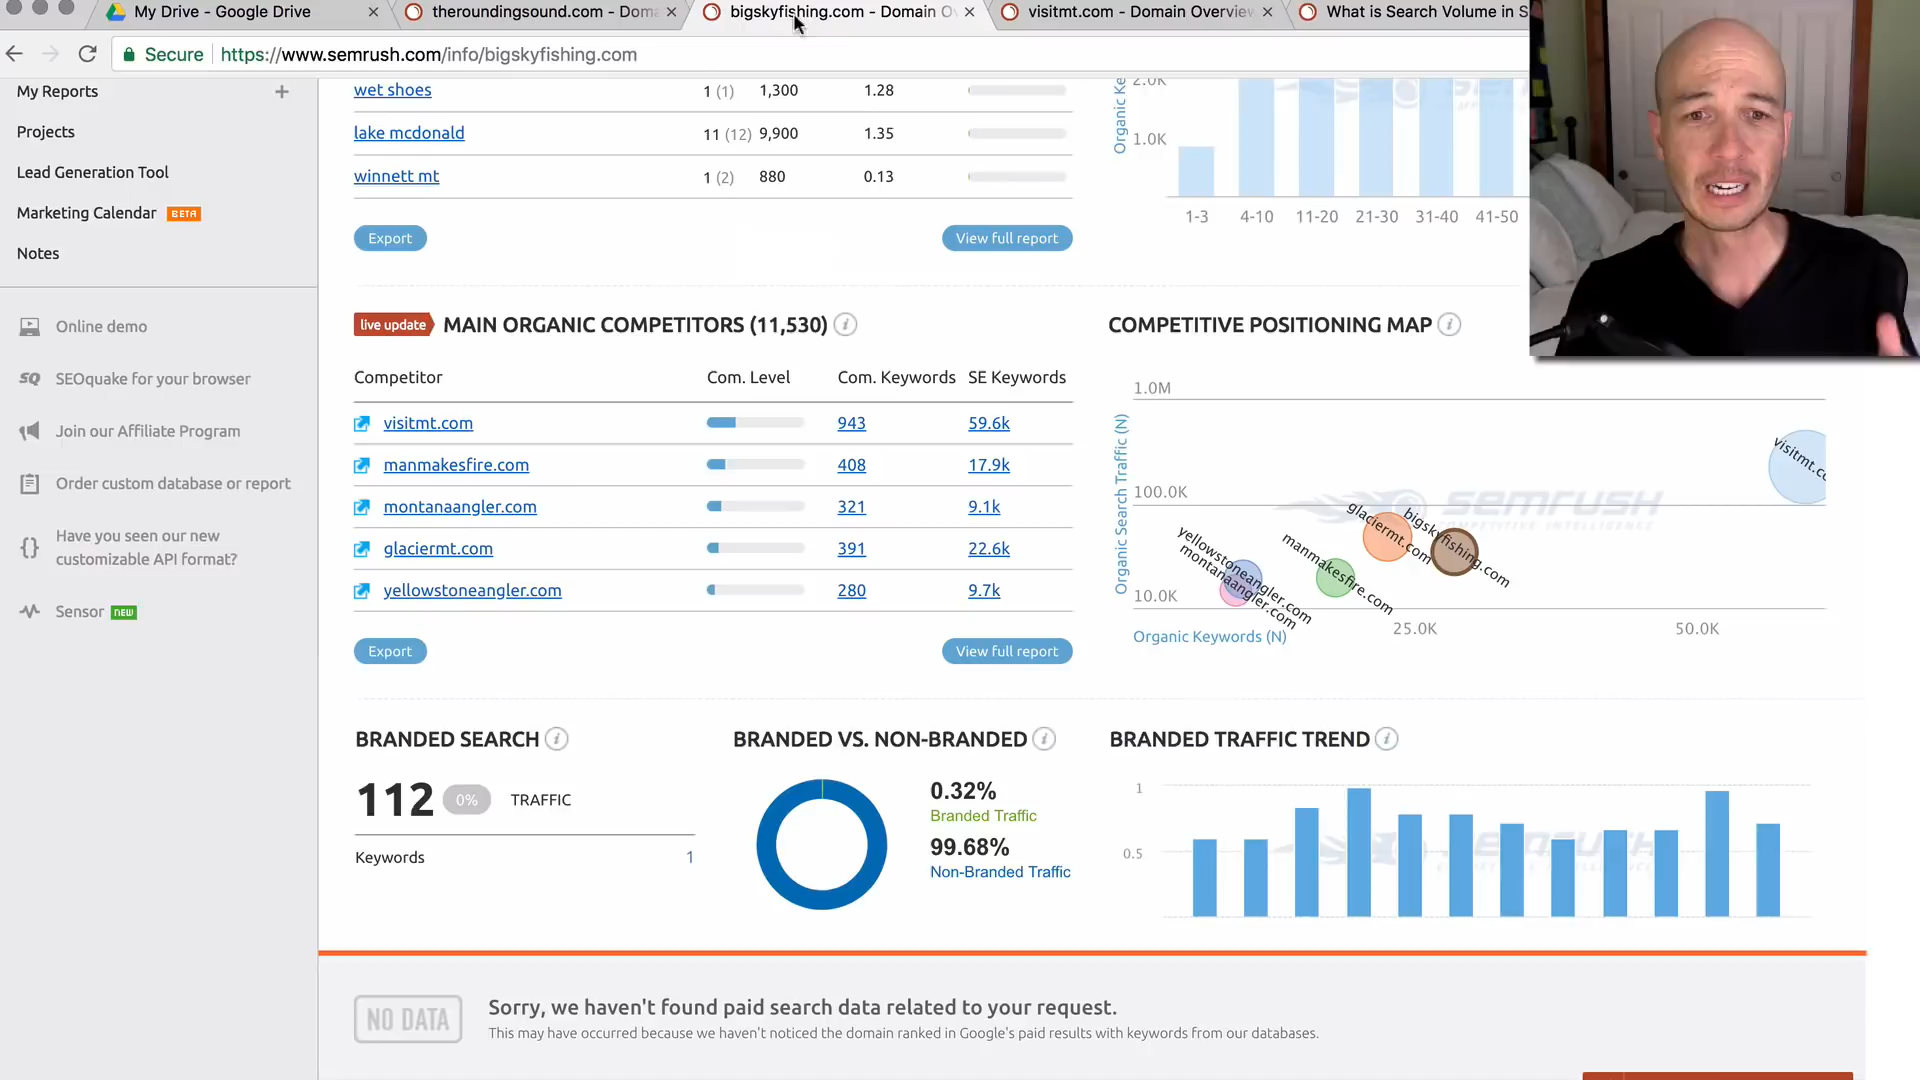 My Drive - Google Drive
theroundingsound.com - Doma
bigskyfishing.com - Domain O
visitmt.com - Domain Overview
What is Search Volume in S
Secure
https://www.semrush.com/info/bigskyfishing.com
My Reports +
Projects
Lead Generation Tool
Marketing Calendar BETA
Notes
Online demo
SQ SEOquake for your browser
Join our Affiliate Program
Order custom database or report
{} Have you seen our new
customizable API format?
Sensor NEW
wet shoes 1 (1) 1,300 1.28
lake mcdonald 11 (12) 9,900 1.35
winnett mt 1 (2) 880 0.13
Export
View full report
Organic Ke
2.0K
1.0K
1-3 4-10 11-20 21-30 31-40 41-50
live update MAIN ORGANIC COMPETITORS (11,530) i
Competitor Com. Level Com. Keywords SE Keywords
visitmt.com 943 59.6k
manmakesfire.com 408 17.9k
montanaangler.com 321 9.1k
glaciermt.com 391 22.6k
yellowstoneangler.com 280 9.7k
Export
View full report
COMPETITIVE POSITIONING MAP i
Organic Search Traffic (N)
1.0M
100.0K
10.0K
SEMRUSH
COMPETITIVE INTELLIGENCE
visitmt.co
glaciermt.com
bigskyfishing.com
manmakesfire.com
yellowstoneangler.com
montanaangler.com
25.0K
50.0K
Organic Keywords (N)
BRANDED SEARCH i
112 0% TRAFFIC
Keywords 1
BRANDED VS. NON-BRANDED i
0.32%
Branded Traffic
99.68%
Non-Branded Traffic
BRANDED TRAFFIC TREND i
1
0.5
NO DATA
Sorry, we haven't found paid search data related to your request.
This may have occurred because we haven't noticed the domain ranked in Google's paid results with keywords from our databases.